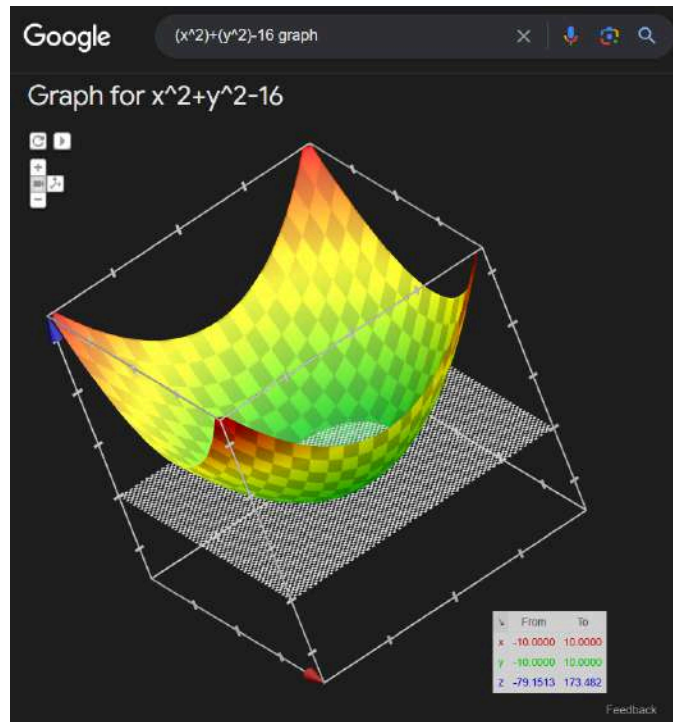 Google
(x^2)+(y^2)-16 graph
Graph for x^2+y^2-16
From To
x -10.0000 10.0000
y -10.0000 10.0000
z -79.1513 173.482
Feedback